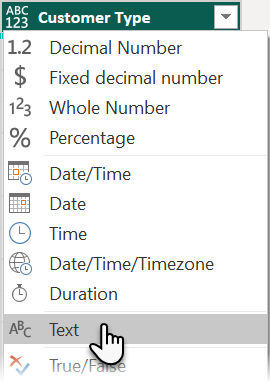 ABC
123 Customer Type
1.2 Decimal Number
$ Fixed decimal number
123 Whole Number
% Percentage
Date/Time
Date
Time
Date/Time/Timezone
Duration
ABC Text
True/False